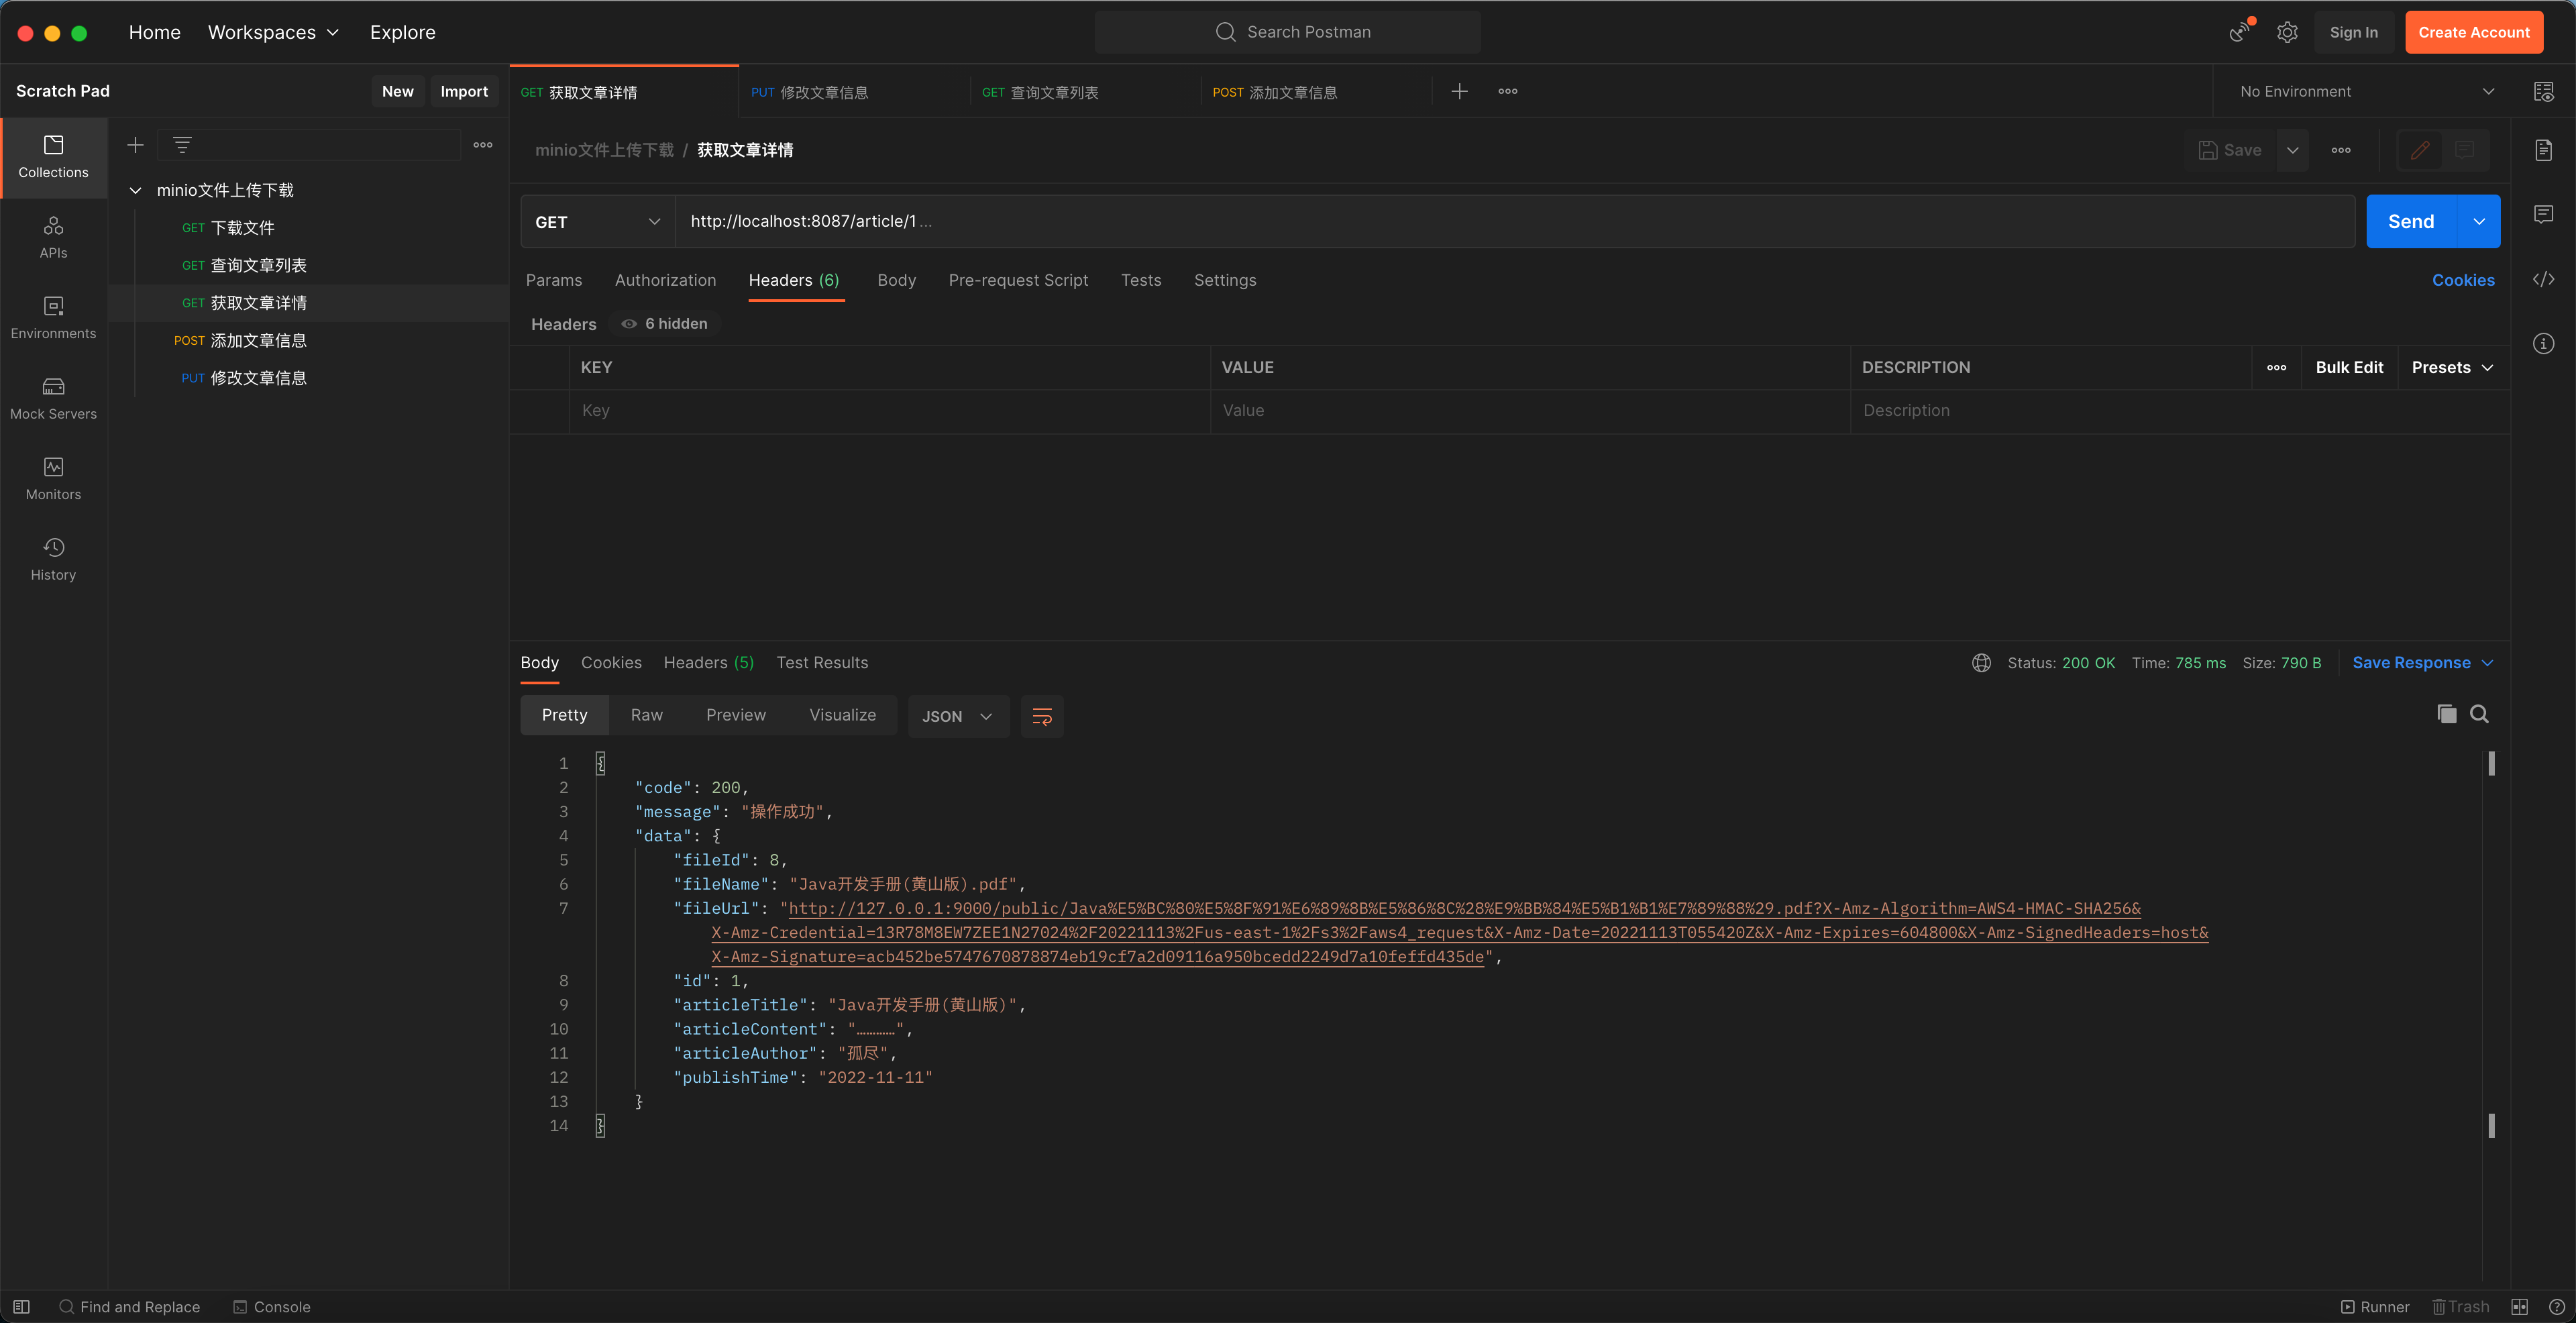 Home Workspaces Explore Search Postman Sign In Create Account
Scratch Pad New Import
GET 获取文章详情 PUT 修改文章信息 GET 查询文章列表 POST 添加文章信息 No Environment
Collections
APIs
Environments
Mock Servers
Monitors
History
minio文件上传下载
GET 下载文件
GET 查询文章列表
GET 获取文章详情
POST 添加文章信息
PUT 修改文章信息
minio文件上传下载 / 获取文章详情 Save
GET http://localhost:8087/article/1 ... Send
Params Authorization Headers (6) Body Pre-request Script Tests Settings Cookies
Headers 6 hidden
KEY VALUE DESCRIPTION Bulk Edit Presets
Key Value Description
Body Cookies Headers (5) Test Results Status: 200 OK Time: 785 ms Size: 790 B Save Response
Pretty Raw Preview Visualize JSON
1 {
2 "code": 200,
3 "message": "操作成功",
4 "data": {
5 "fileId": 8,
6 "fileName": "Java开发手册(黄山版).pdf",
7 "fileUrl": "http://127.0.0.1:9000/public/Java%E5%BC%80%E5%8F%91%E6%89%8B%E5%86%8C%28%E9%BB%84%E5%B1%B1%E7%89%88%29.pdf?X-Amz-Algorithm=AWS4-HMAC-SHA256&
X-Amz-Credential=13R78M8EW7ZEE1N27024%2F20221113%2Fus-east-1%2Fs3%2Faws4_request&X-Amz-Date=20221113T055420Z&X-Amz-Expires=604800&X-Amz-SignedHeaders=host&
X-Amz-Signature=acb452be5747670878874eb19cf7a2d09116a950bcedd2249d7a10feffd435de",
8 "id": 1,
9 "articleTitle": "Java开发手册(黄山版)",
10 "articleContent": "…………",
11 "articleAuthor": "孤尽",
12 "publishTime": "2022-11-11"
13 }
14 }
Find and Replace Console Runner Trash